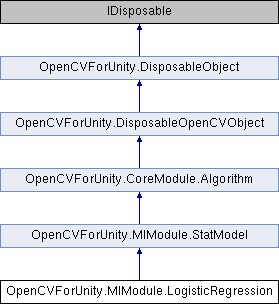 IDisposable
OpenCVForUnity.DisposableObject
OpenCVForUnity.DisposableOpenCVObject
OpenCVForUnity.CoreModule.Algorithm
OpenCVForUnity.MlModule.StatModel
OpenCVForUnity.MlModule.LogisticRegression